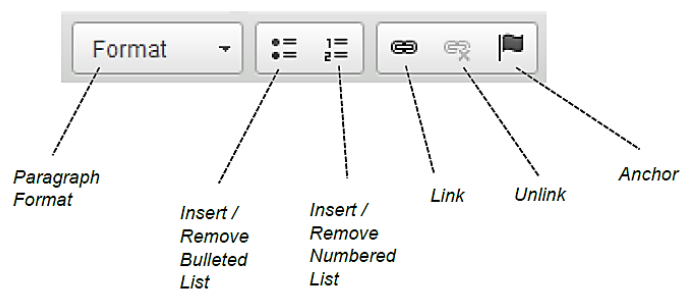 Format
Paragraph
Format
Insert /
Remove
Bulleted
List
Insert /
Remove
Numbered
List
Link
Unlink
Anchor